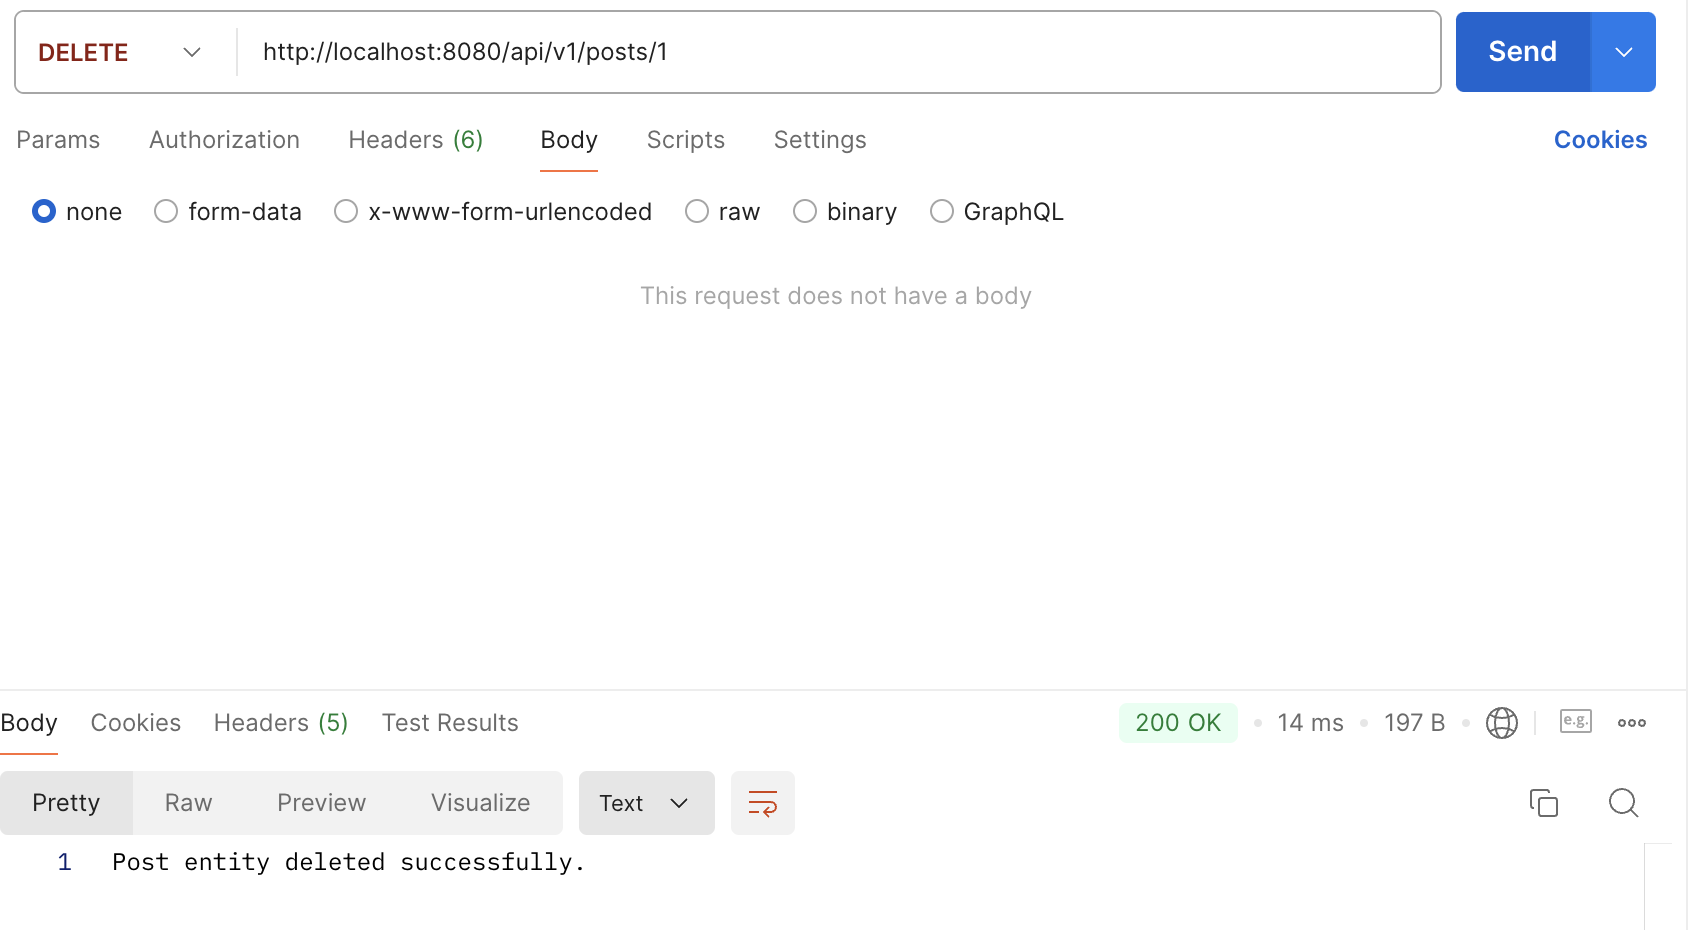 DELETE http://localhost:8080/api/v1/posts/1 Send
Params Authorization Headers (6) Body Scripts Settings Cookies
none form-data x-www-form-urlencoded raw binary GraphQL
This request does not have a body
Body Cookies Headers (5) Test Results 200 OK • 14 ms • 197 B • e.g.
Pretty Raw Preview Visualize Text
1 Post entity deleted successfully.